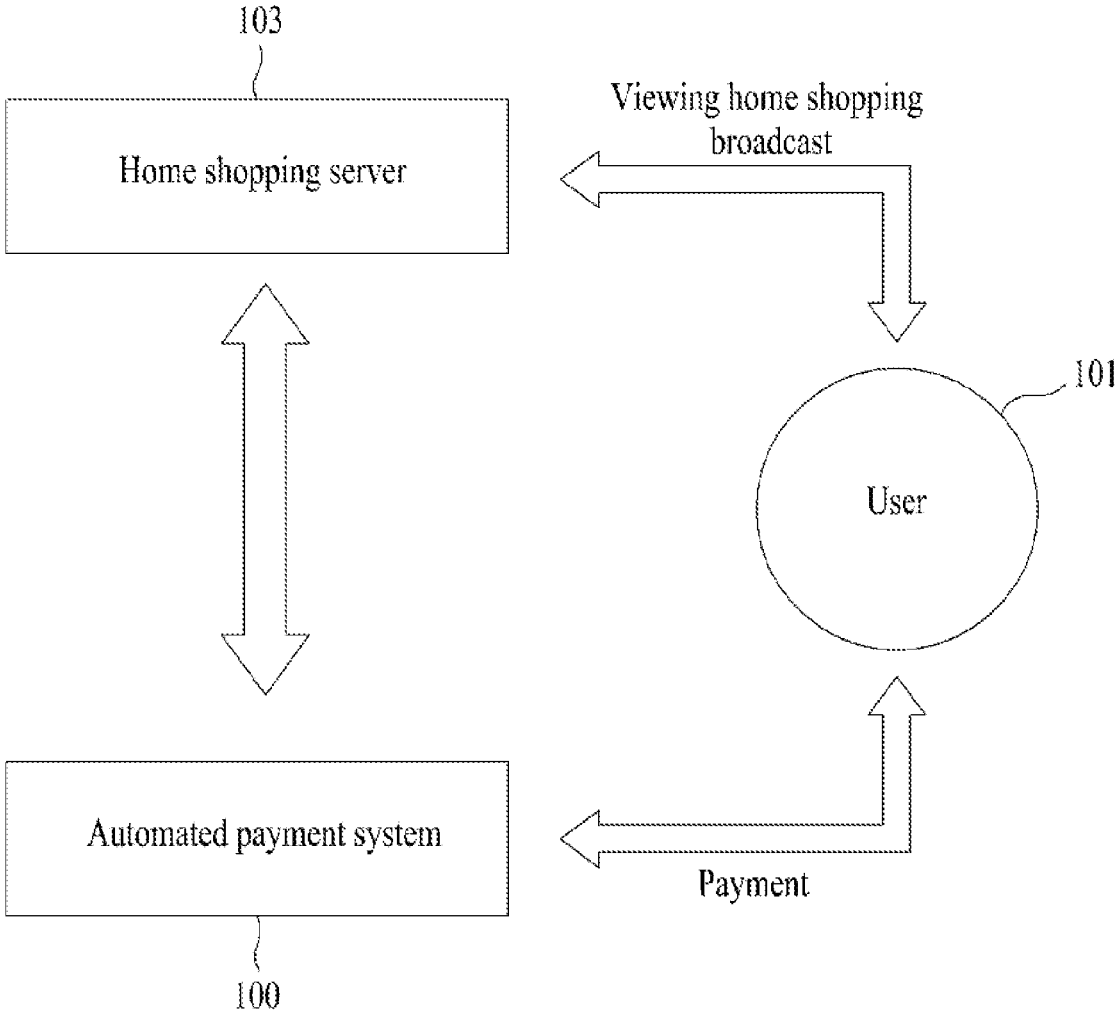 103
Home shopping server
Viewing home shopping
broadcast
101
User
Automated payment system
Payment
100